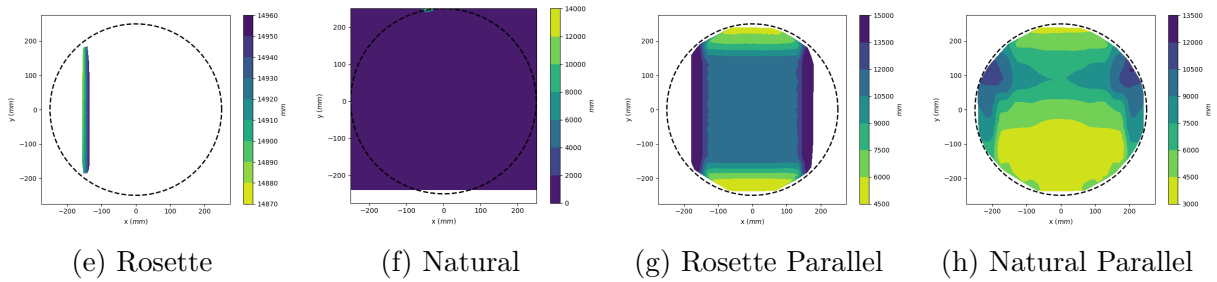 200
100
0
−100
−200
y (mm)
−200 −100 0 100 200
x (mm)
14960
14950
14940
14930
14920
14910
14900
14890
14880
14870
mm
(e) Rosette
200
100
0
−100
−200
y (mm)
−200 −100 0 100 200
x (mm)
14000
12000
10000
8000
6000
4000
2000
0
mm
(f) Natural
200
100
0
−100
−200
y (mm)
−200 −100 0 100 200
x (mm)
15000
13500
12000
10500
9000
7500
6000
4500
mm
(g) Rosette Parallel
200
100
0
−100
−200
y (mm)
−200 −100 0 100 200
x (mm)
13500
12000
10500
9000
7500
6000
4500
3000
mm
(h) Natural Parallel